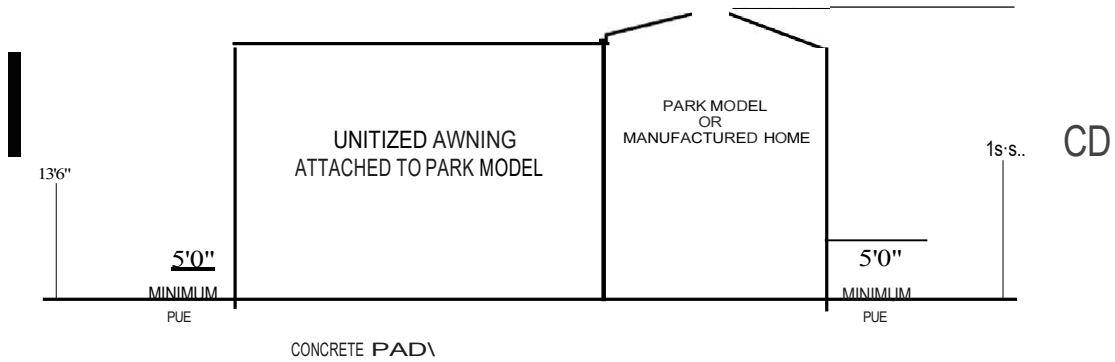 PARK MODEL
OR
MANUFACTURED HOME
UNITIZED AWNING
ATTACHED TO PARK MODEL
13'6"
1s·s..
CD
5'0"
MINIMUM
PUE
5'0"
MINIMUM
PUE
CONCRETE PAD\